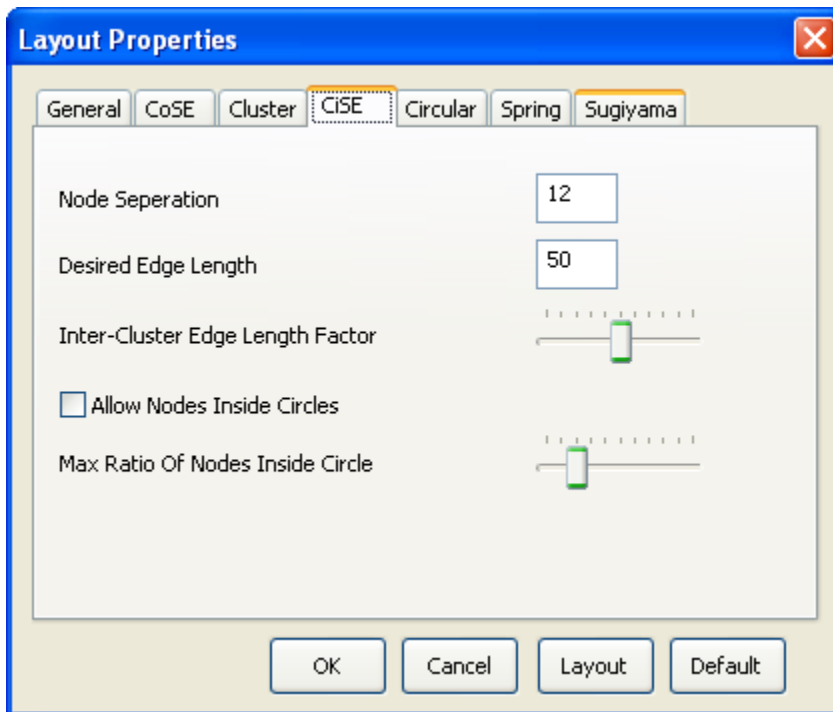 Layout Properties
General CoSE Cluster CiSE Circular Spring Sugiyama
Node Seperation 12
Desired Edge Length 50
Inter-Cluster Edge Length Factor
Allow Nodes Inside Circles
Max Ratio Of Nodes Inside Circle
OK Cancel Layout Default